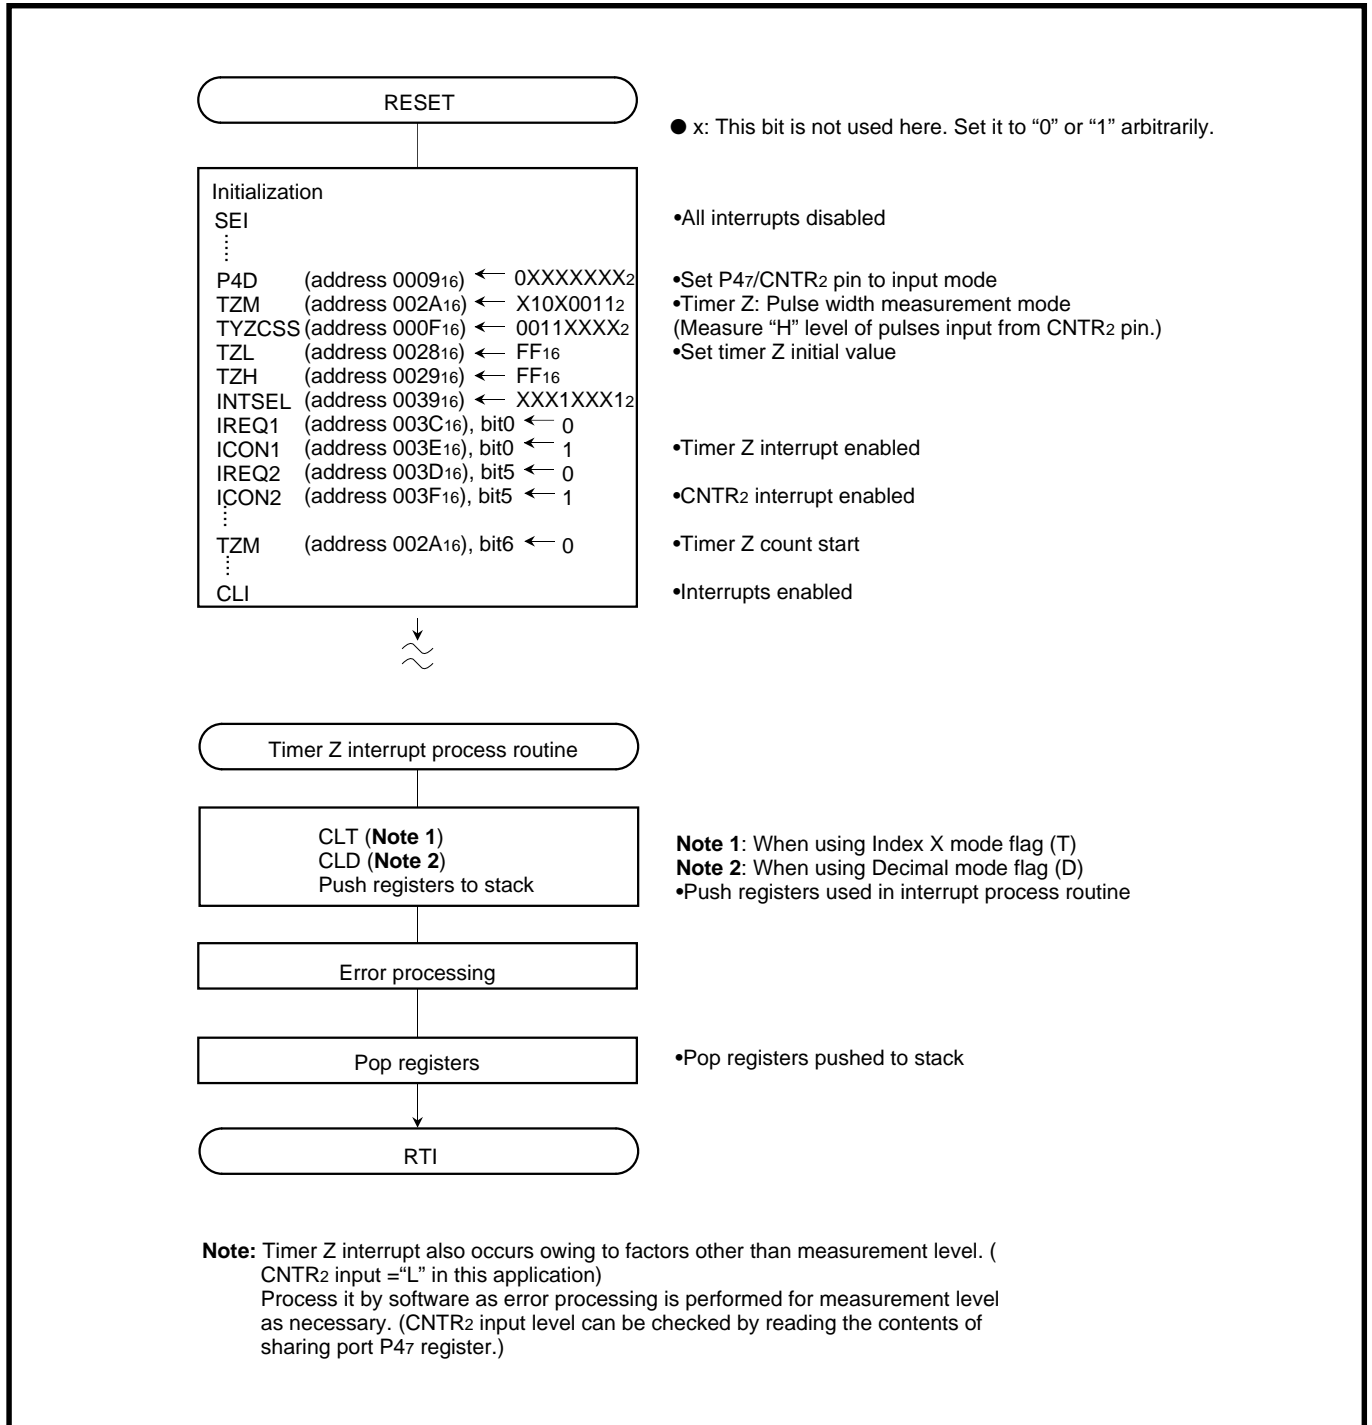 RESET
● x: This bit is not used here. Set it to “0” or “1” arbitrarily.
Initialization
SEI •All interrupts disabled
P4D (address 000916) ← 0XXXXXXX2 •Set P47/CNTR2 pin to input mode
TZM (address 002A16) ← X10X00112 •Timer Z: Pulse width measurement mode
TYZCSS (address 000F16) ← 0011XXXX2 (Measure “H” level of pulses input from CNTR2 pin.)
TZL (address 002816) ← FF16 •Set timer Z initial value
TZH (address 002916) ← FF16
INTSEL (address 003916) ← XXX1XXX12
IREQ1 (address 003C16), bit0 ← 0
ICON1 (address 003E16), bit0 ← 1 •Timer Z interrupt enabled
IREQ2 (address 003D16), bit5 ← 0
ICON2 (address 003F16), bit5 ← 1 •CNTR2 interrupt enabled
TZM (address 002A16), bit6 ← 0 •Timer Z count start
CLI •Interrupts enabled
Timer Z interrupt process routine
CLT (Note 1) Note 1: When using Index X mode flag (T)
CLD (Note 2) Note 2: When using Decimal mode flag (D)
Push registers to stack •Push registers used in interrupt process routine
Error processing
Pop registers •Pop registers pushed to stack
RTI
Note: Timer Z interrupt also occurs owing to factors other than measurement level. (
CNTR2 input =“L” in this application)
Process it by software as error processing is performed for measurement level
as necessary. (CNTR2 input level can be checked by reading the contents of
sharing port P47 register.)